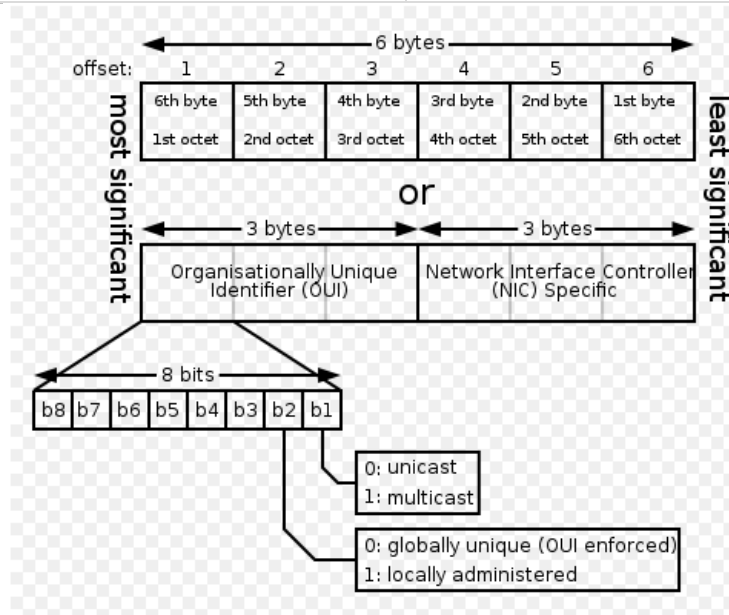 6 bytes
offset: 1 2 3 4 5 6
6th byte 5th byte 4th byte 3rd byte 2nd byte 1st byte
1st octet 2nd octet 3rd octet 4th octet 5th octet 6th octet
most significant
least significant
or
3 bytes 3 bytes
Organisationally Unique
Identifier (OUI)
Network Interface Controller
(NIC) Specific
8 bits
b8 b7 b6 b5 b4 b3 b2 b1
0: unicast
1: multicast
0: globally unique (OUI enforced)
1: locally administered